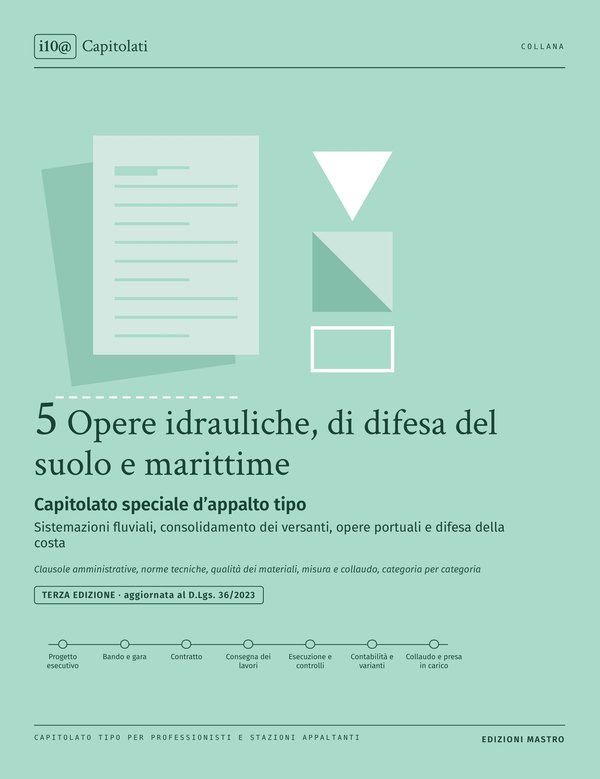 i10@ Capitolati
COLLANA
5 Opere idrauliche, di difesa del
suolo e marittime
Capitolato speciale d’appalto tipo
Sistemazioni fluviali, consolidamento dei versanti, opere portuali e difesa della
costa
Clausole amministrative, norme tecniche, qualità dei materiali, misura e collaudo, categoria per categoria
TERZA EDIZIONE · aggiornata al D.Lgs. 36/2023
Progetto
esecutivo
Bando e gara
Contratto
Consegna dei
lavori
Esecuzione e
controlli
Contabilità e
varianti
Collaudo e presa
in carico
CAPITOLATO TIPO PER PROFESSIONISTI E STAZIONI APPALTANTI
EDIZIONI MASTRO